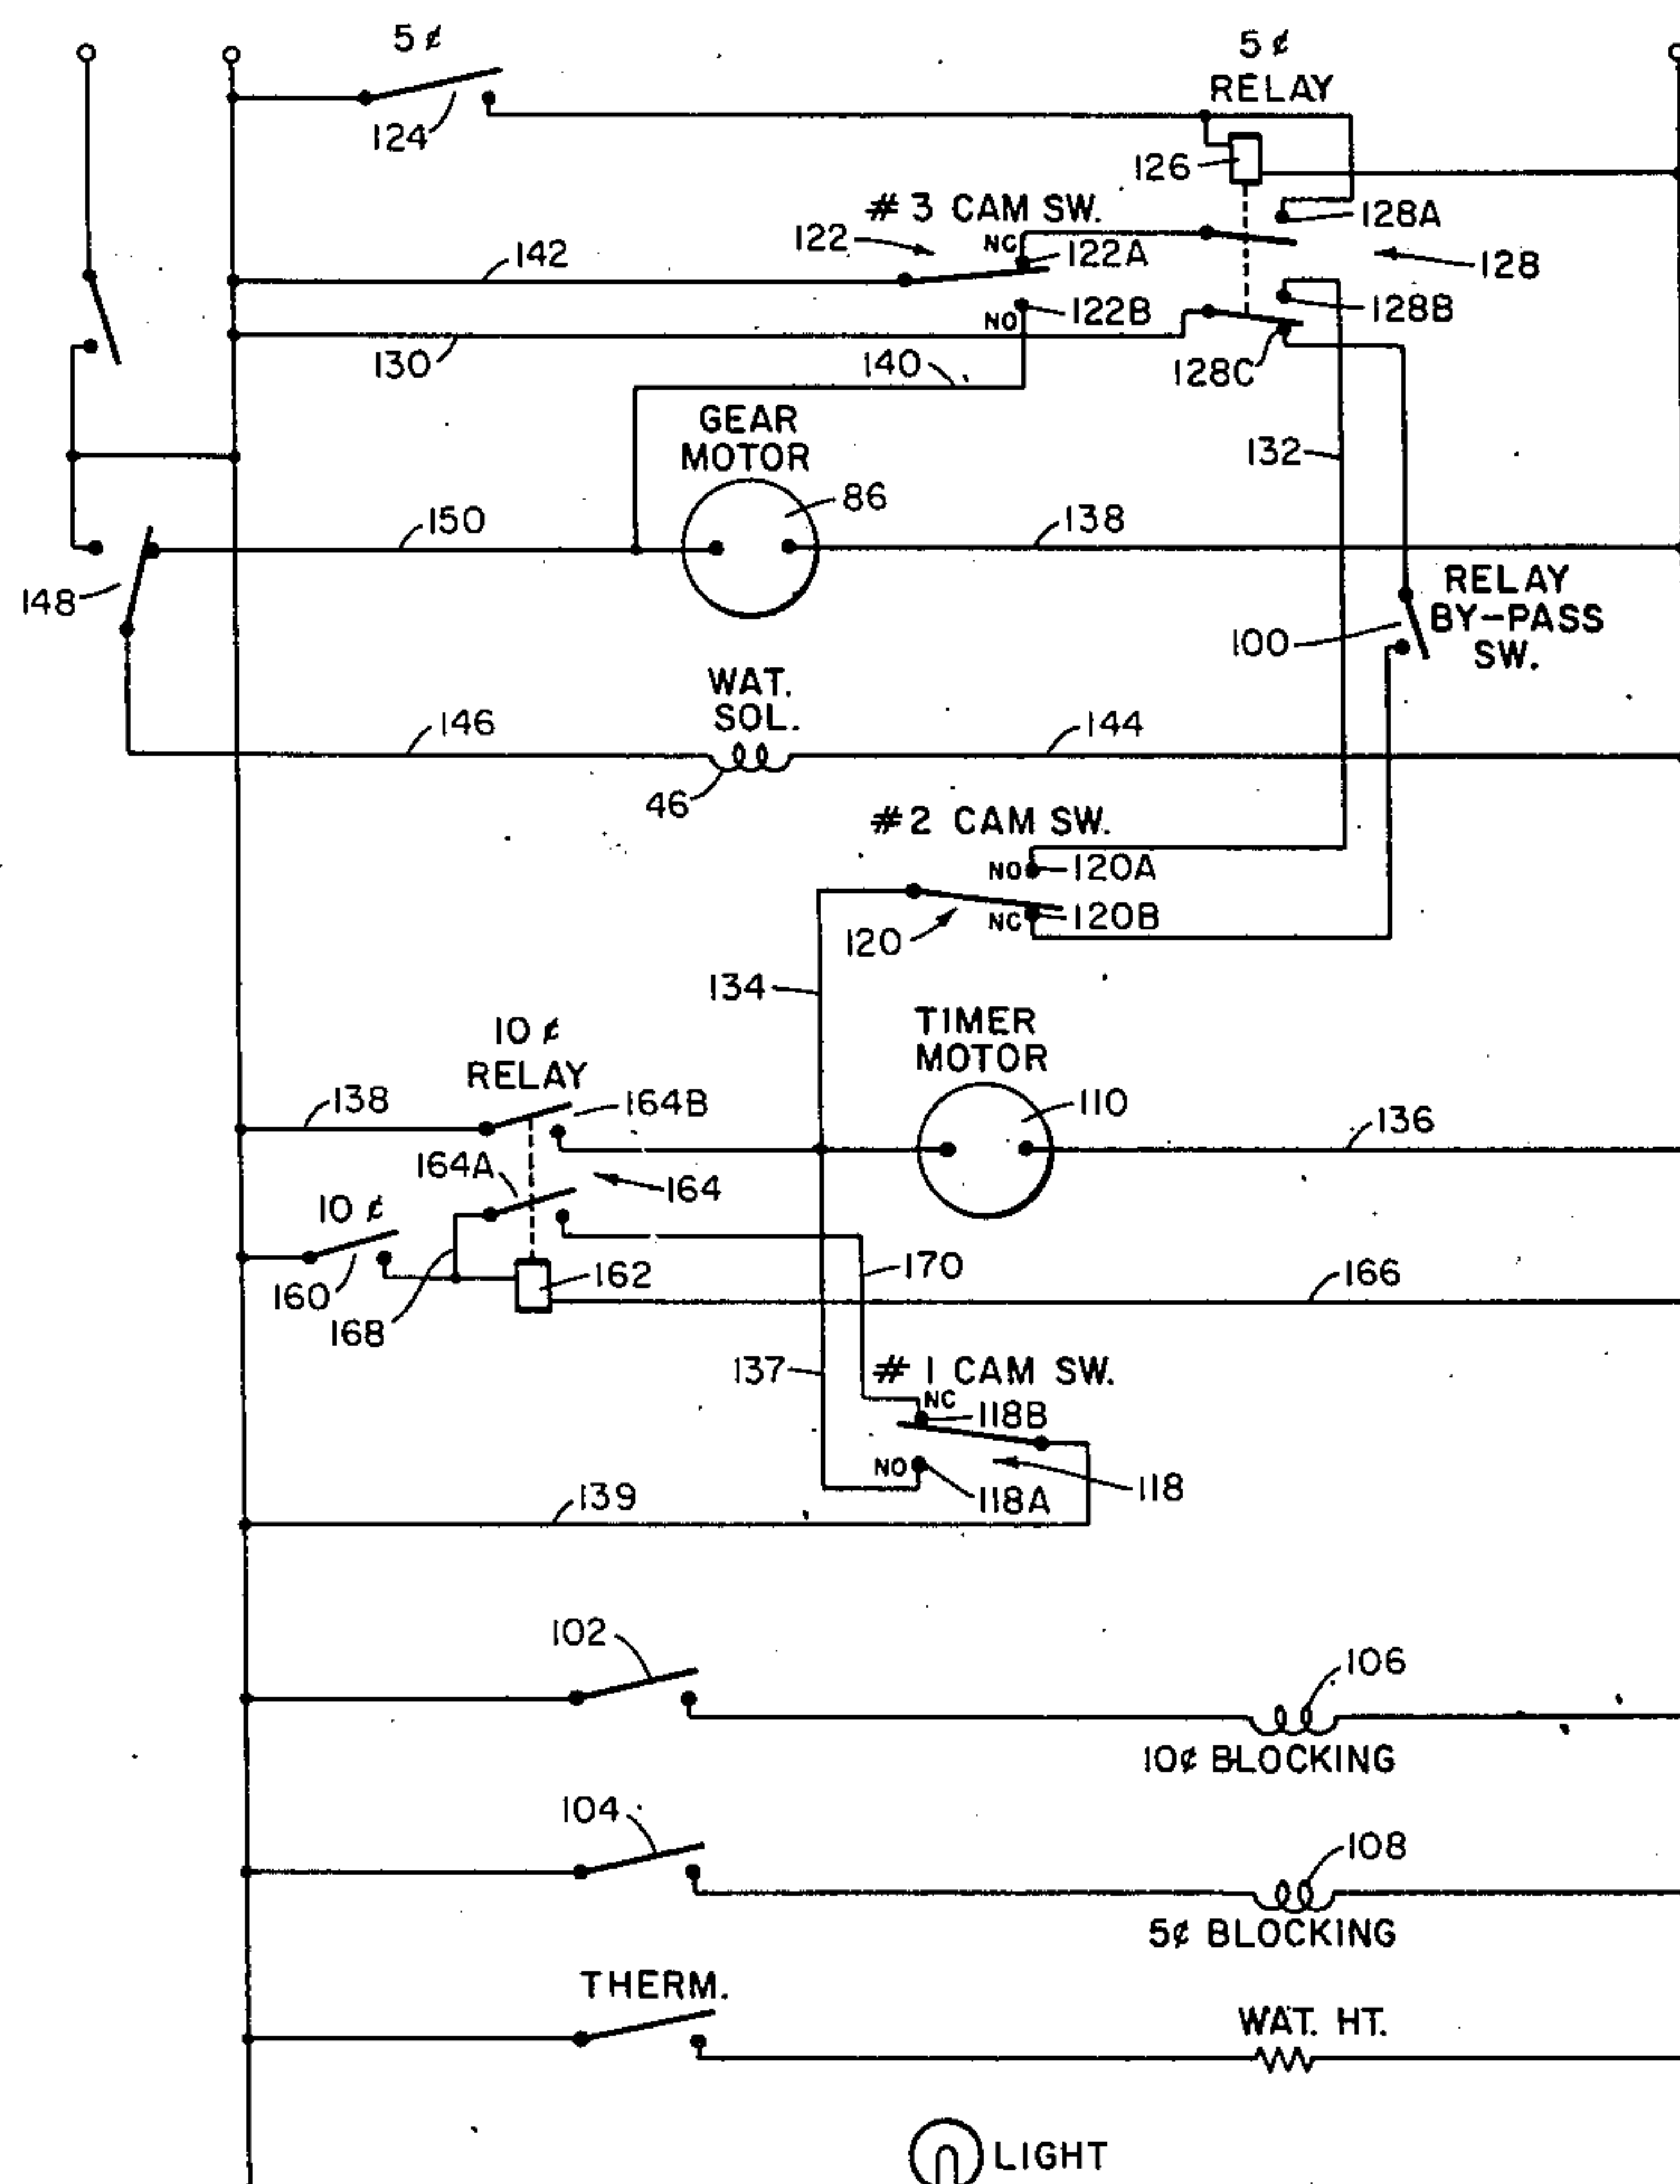 5¢
5¢
RELAY
124
126
#3 CAM SW.
128A
122
NC
122A
142
128
128B
NO
122B
130
140
128C
GEAR
MOTOR
132
86
150
138
148
RELAY
BY-PASS
SW.
100
WAT.
SOL.
146
144
46
#2 CAM SW.
NO
120A
NC
120B
120
134
TIMER
MOTOR
10¢
RELAY
138
164B
110
136
164A
164
10¢
170
162
166
160
168
137
#1 CAM SW.
NC
118B
NO
118A
118
139
102
106
10¢ BLOCKING
104
108
5¢ BLOCKING
THERM.
WAT. HT.
LIGHT